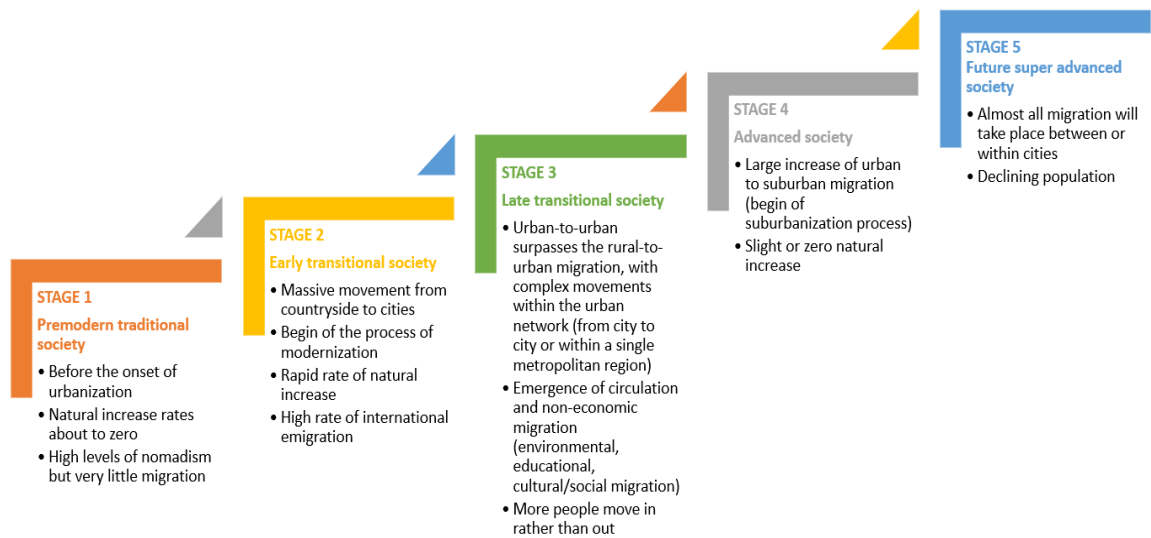 STAGE 1
Premodern traditional
society
• Before the onset of
urbanization
• Natural increase rates
about to zero
• High levels of nomadism
but very little migration
STAGE 2
Early transitional society
• Massive movement from
countryside to cities
• Begin of the process of
modernization
• Rapid rate of natural
increase
• High rate of international
emigration
STAGE 3
Late transitional society
• Urban-to-urban
surpasses the rural-to-
urban migration, with
complex movements
within the urban
network (from city to
city or within a single
metropolitan region)
• Emergence of circulation
and non-economic
migration
(environmental,
educational,
cultural/social migration)
• More people move in
rather than out
STAGE 4
Advanced society
• Large increase of urban
to suburban migration
(begin of
suburbanization process)
• Slight or zero natural
increase
STAGE 5
Future super advanced
society
• Almost all migration will
take place between or
within cities
• Declining population